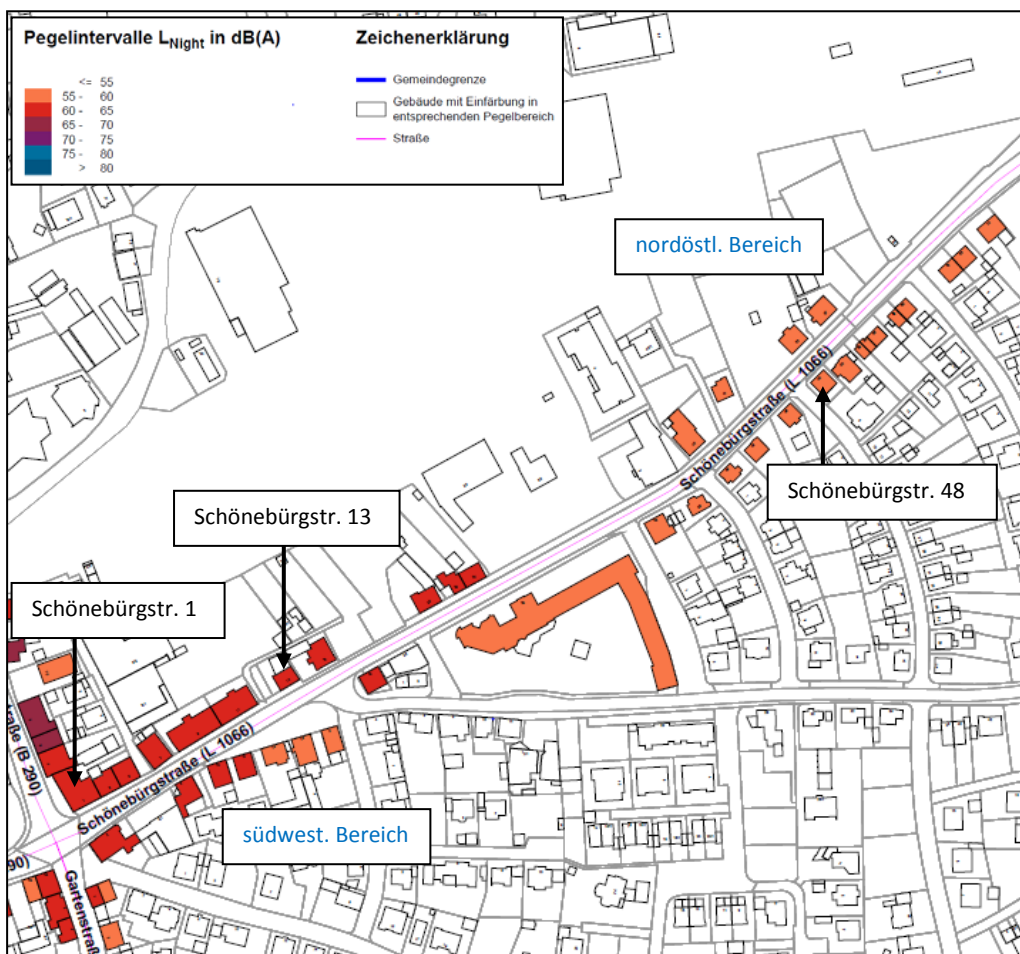 Pegelintervalle LNight in dB(A)
<= 55
55 - 60
60 - 65
65 - 70
70 - 75
75 - 80
> 80
Zeichenerklärung
Gemeindegrenze
Gebäude mit Einfärbung in
entsprechenden Pegelbereich
Straße
nordöstl. Bereich
Schönebürgstraße (L 1066)
Schönebürgstr. 48
Schönebürgstr. 13
Schönebürgstr. 1
straße (B 290)
Schönebürgstraße (L 1066)
südwest. Bereich
90)
Gartenstraß